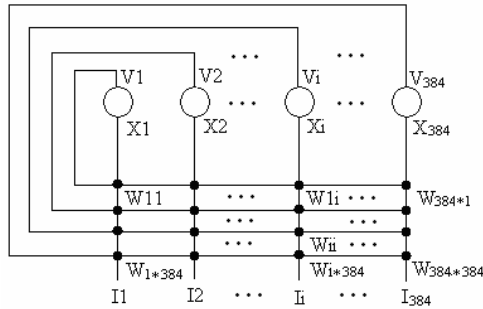 V1 V2 ... Vi ... V384
X1 X2 ... Xi ... X384
W11 ... W1i ... W384*1
... ...
... Wii ...
W1*384 Wi*384 W384*384
I1 I2 ... Ii ... I384